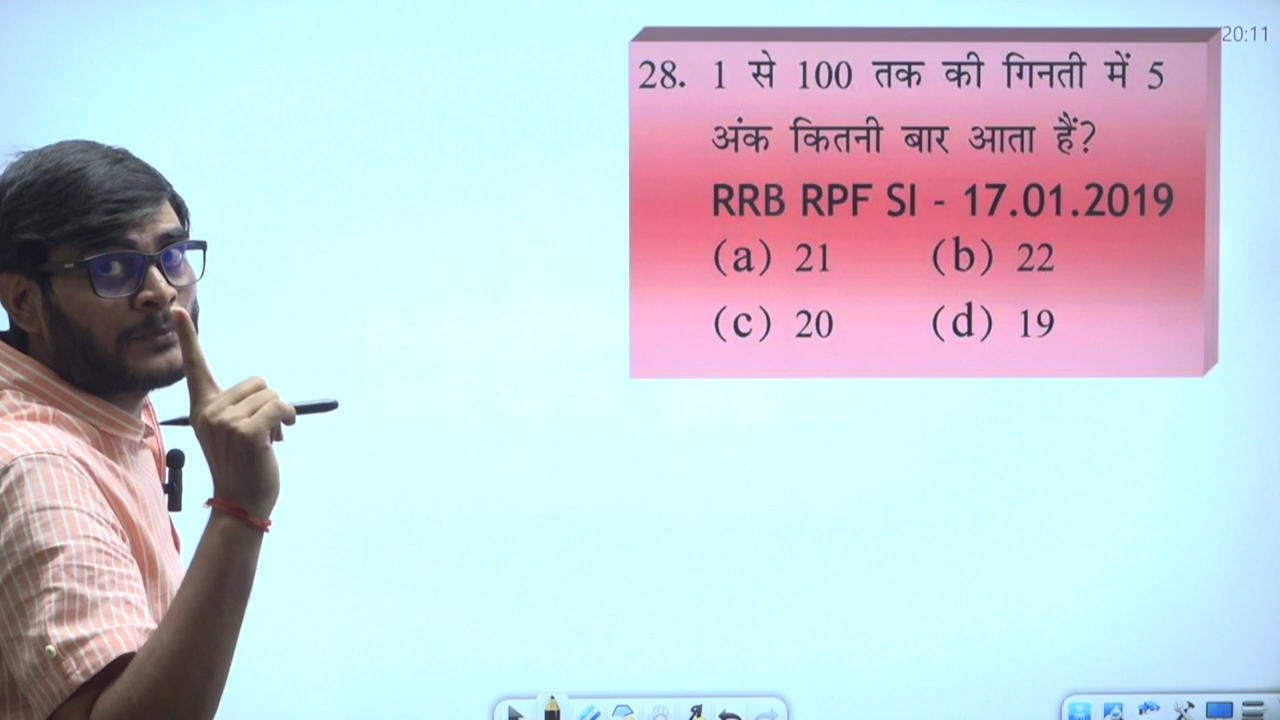 20:11
28. 1 से 100 तक की गिनती में 5
अंक कितनी बार आता हैं?
RRB RPF SI - 17.01.2019
(a) 21 (b) 22
(c) 20 (d) 19